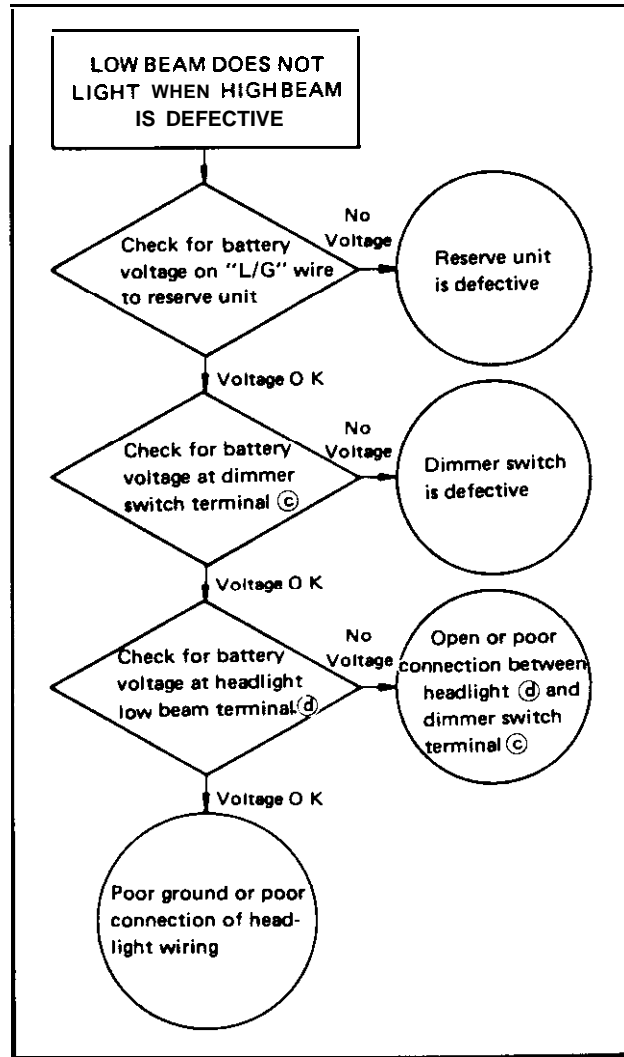 LOW BEAM DOES NOT
LIGHT WHEN HIGH BEAM
IS DEFECTIVE
Check for battery
voltage on "L/G" wire
to reserve unit
No
Voltage
Reserve unit
is defective
Voltage O K
Check for battery
voltage at dimmer
switch terminal ⓒ
No
Voltage
Dimmer switch
is defective
Voltage O K
Check for battery
voltage at headlight
low beam terminal ⓓ
No
Voltage
Open or poor
connection between
headlight ⓓ and
dimmer switch
terminal ⓒ
Voltage O K
Poor ground or poor
connection of head-
light wiring